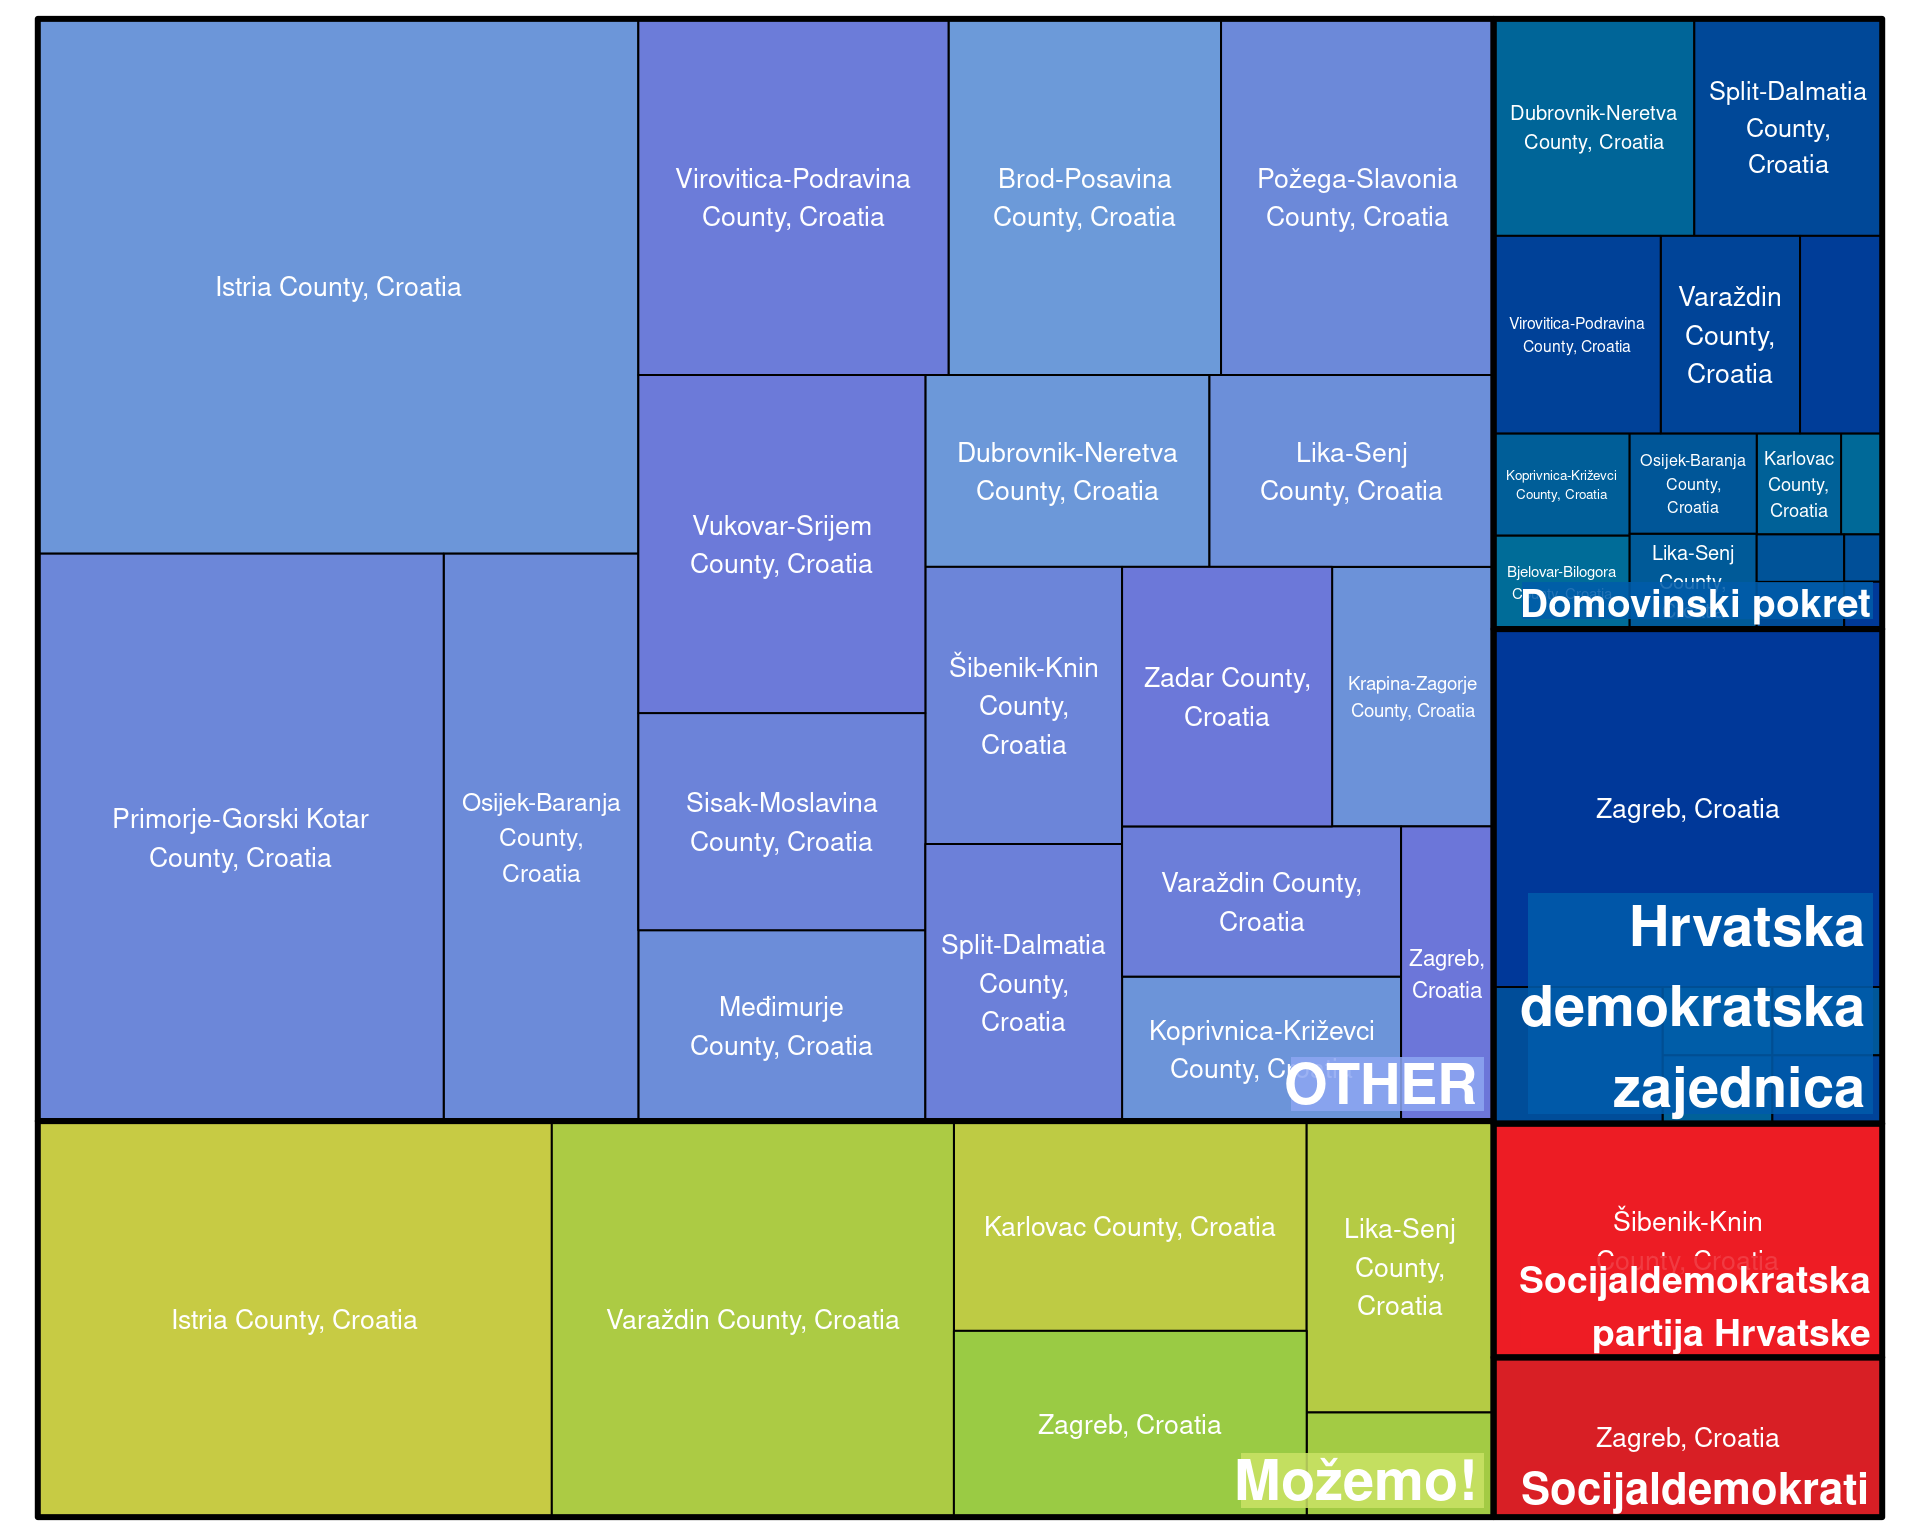 Istria County, Croatia
Primorje-Gorski Kotar
County, Croatia
Osijek-Baranja
County,
Croatia
Virovitica-Podravina
County, Croatia
Brod-Posavina
County, Croatia
Požega-Slavonia
County, Croatia
Vukovar-Srijem
County, Croatia
Dubrovnik-Neretva
County, Croatia
Lika-Senj
County, Croatia
Sisak-Moslavina
County, Croatia
Međimurje
County, Croatia
Šibenik-Knin
County,
Croatia
Zadar County,
Croatia
Krapina-Zagorje
County, Croatia
Split-Dalmatia
County,
Croatia
Varaždin County,
Croatia
Zagreb,
Croatia
Koprivnica-Križevci
County, Croatia
OTHER
Istria County, Croatia
Varaždin County, Croatia
Karlovac County, Croatia
Lika-Senj
County,
Croatia
Zagreb, Croatia
Možemo!
Dubrovnik-Neretva
County, Croatia
Split-Dalmatia
County,
Croatia
Virovitica-Podravina
County, Croatia
Varaždin
County,
Croatia
Koprivnica-Križevci
County, Croatia
Osijek-Baranja
County,
Croatia
Karlovac
County,
Croatia
Bjelovar-Bilogora
County, Croatia
Lika-Senj
County,
Domovinski pokret
Zagreb, Croatia
Hrvatska
demokratska
zajednica
Šibenik-Knin
County, Croatia
Socijaldemokratska
partija Hrvatske
Zagreb, Croatia
Socijaldemokrati